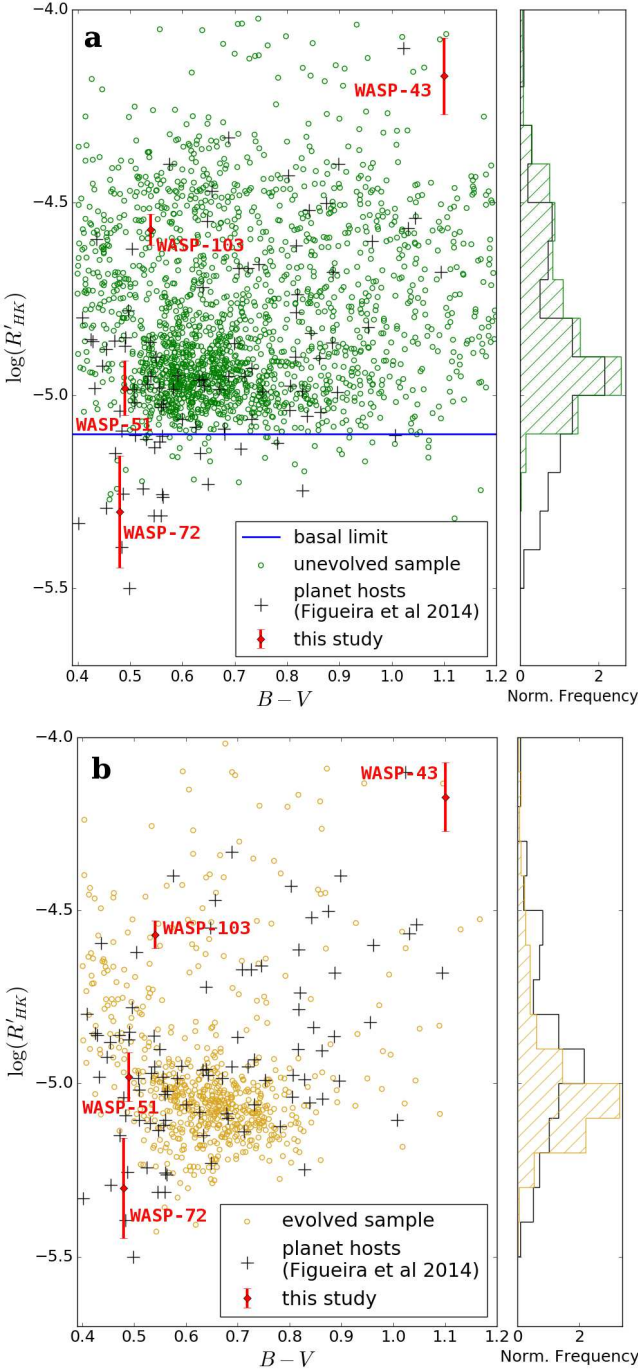 a
−4.0
−4.5
−5.0
−5.5
log(R′HK)
WASP-43
WASP-103
WASP-51
WASP-72
basal limit
unevolved sample
planet hosts
(Figueira et al 2014)
this study
0.4 0.5 0.6 0.7 0.8 0.9 1.0 1.1 1.2
B − V
0 2
Norm. Frequency
b
−4.0
−4.5
−5.0
−5.5
log(R′HK)
WASP-43
WASP-103
WASP-51
WASP-72
evolved sample
planet hosts
(Figueira et al 2014)
this study
0.4 0.5 0.6 0.7 0.8 0.9 1.0 1.1 1.2
B − V
0 2
Norm. Frequency